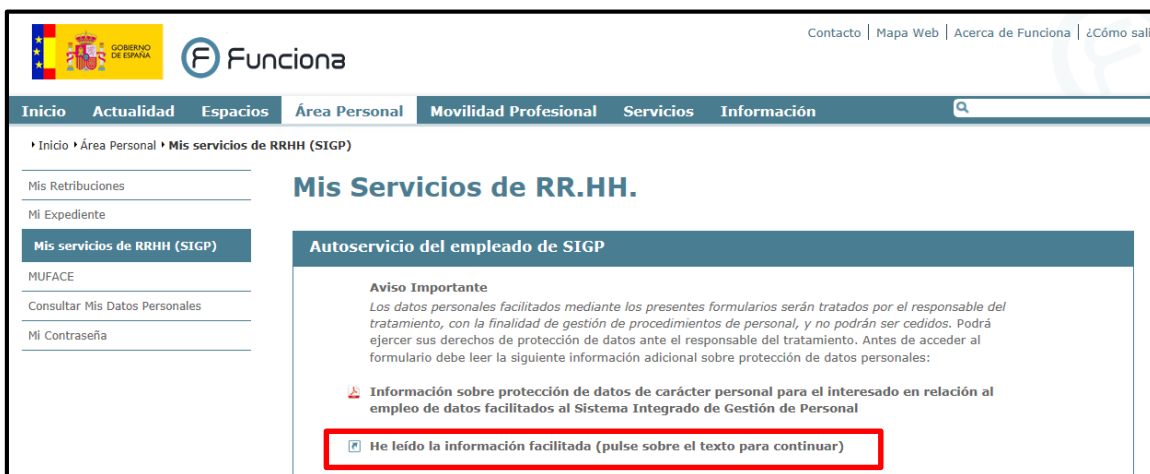 Contacto | Mapa Web | Acerca de Funciona | ¿Cómo sali
GOBIERNO
DE ESPAÑA
Funciona
Inicio Actualidad Espacios Área Personal Movilidad Profesional Servicios Información
Inicio Área Personal Mis servicios de RRHH (SIGP)
Mis Retribuciones
Mi Expediente
Mis servicios de RRHH (SIGP)
MUFACE
Consultar Mis Datos Personales
Mi Contraseña
Mis Servicios de RR.HH.
Autoservicio del empleado de SIGP
Aviso Importante
Los datos personales facilitados mediante los presentes formularios serán tratados por el responsable del
tratamiento, con la finalidad de gestión de procedimientos de personal, y no podrán ser cedidos. Podrá
ejercer sus derechos de protección de datos ante el responsable del tratamiento. Antes de acceder al
formulario debe leer la siguiente información adicional sobre protección de datos personales:
Información sobre protección de datos de carácter personal para el interesado en relación al
empleo de datos facilitados al Sistema Integrado de Gestión de Personal
He leído la información facilitada (pulse sobre el texto para continuar)